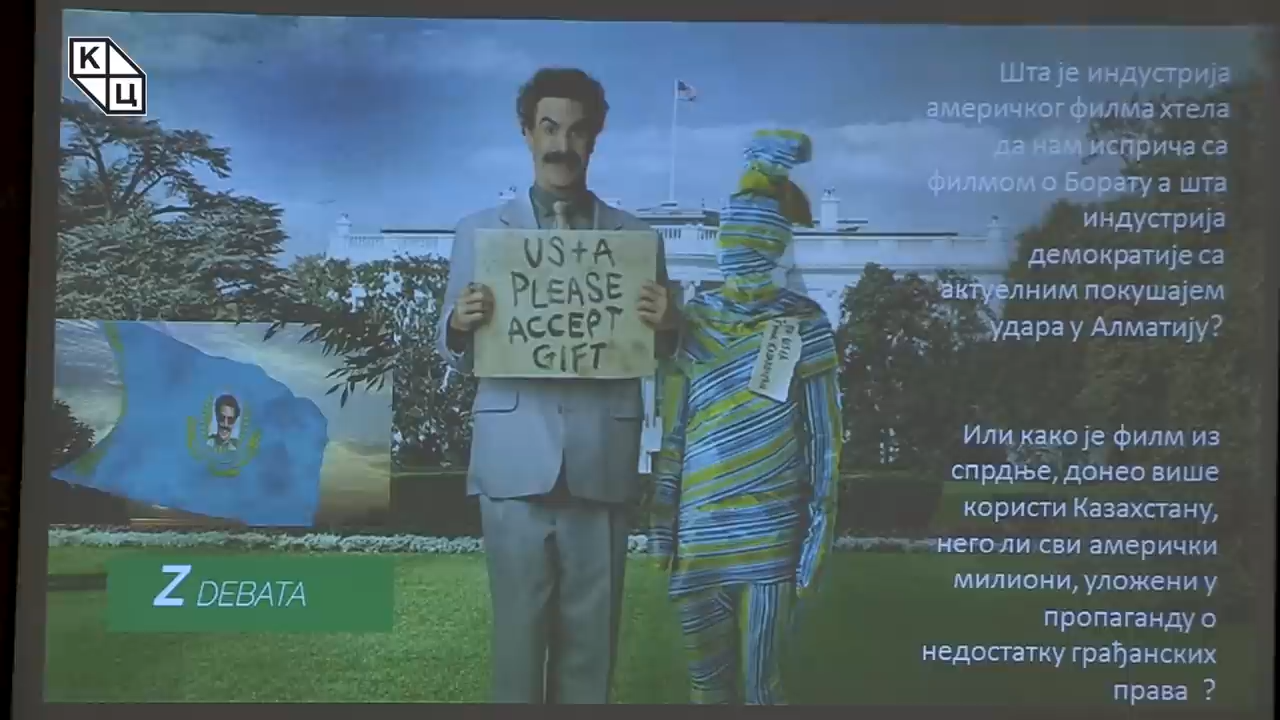 К
Ц
Шта је индустрија
америчког филма хтела
да нам исприча са
филмом о Борату а шта
индустрија
демократије са
актуелним покушајем
удара у Алматију?
US+A
PLEASE
ACCEPT
GIFT
Или како је филм из
спрдње, донео више
користи Казахстану,
него ли сви амерички
милиони, уложени у
пропаганду о
недостатку грађанских
права ?
Z DEBATA